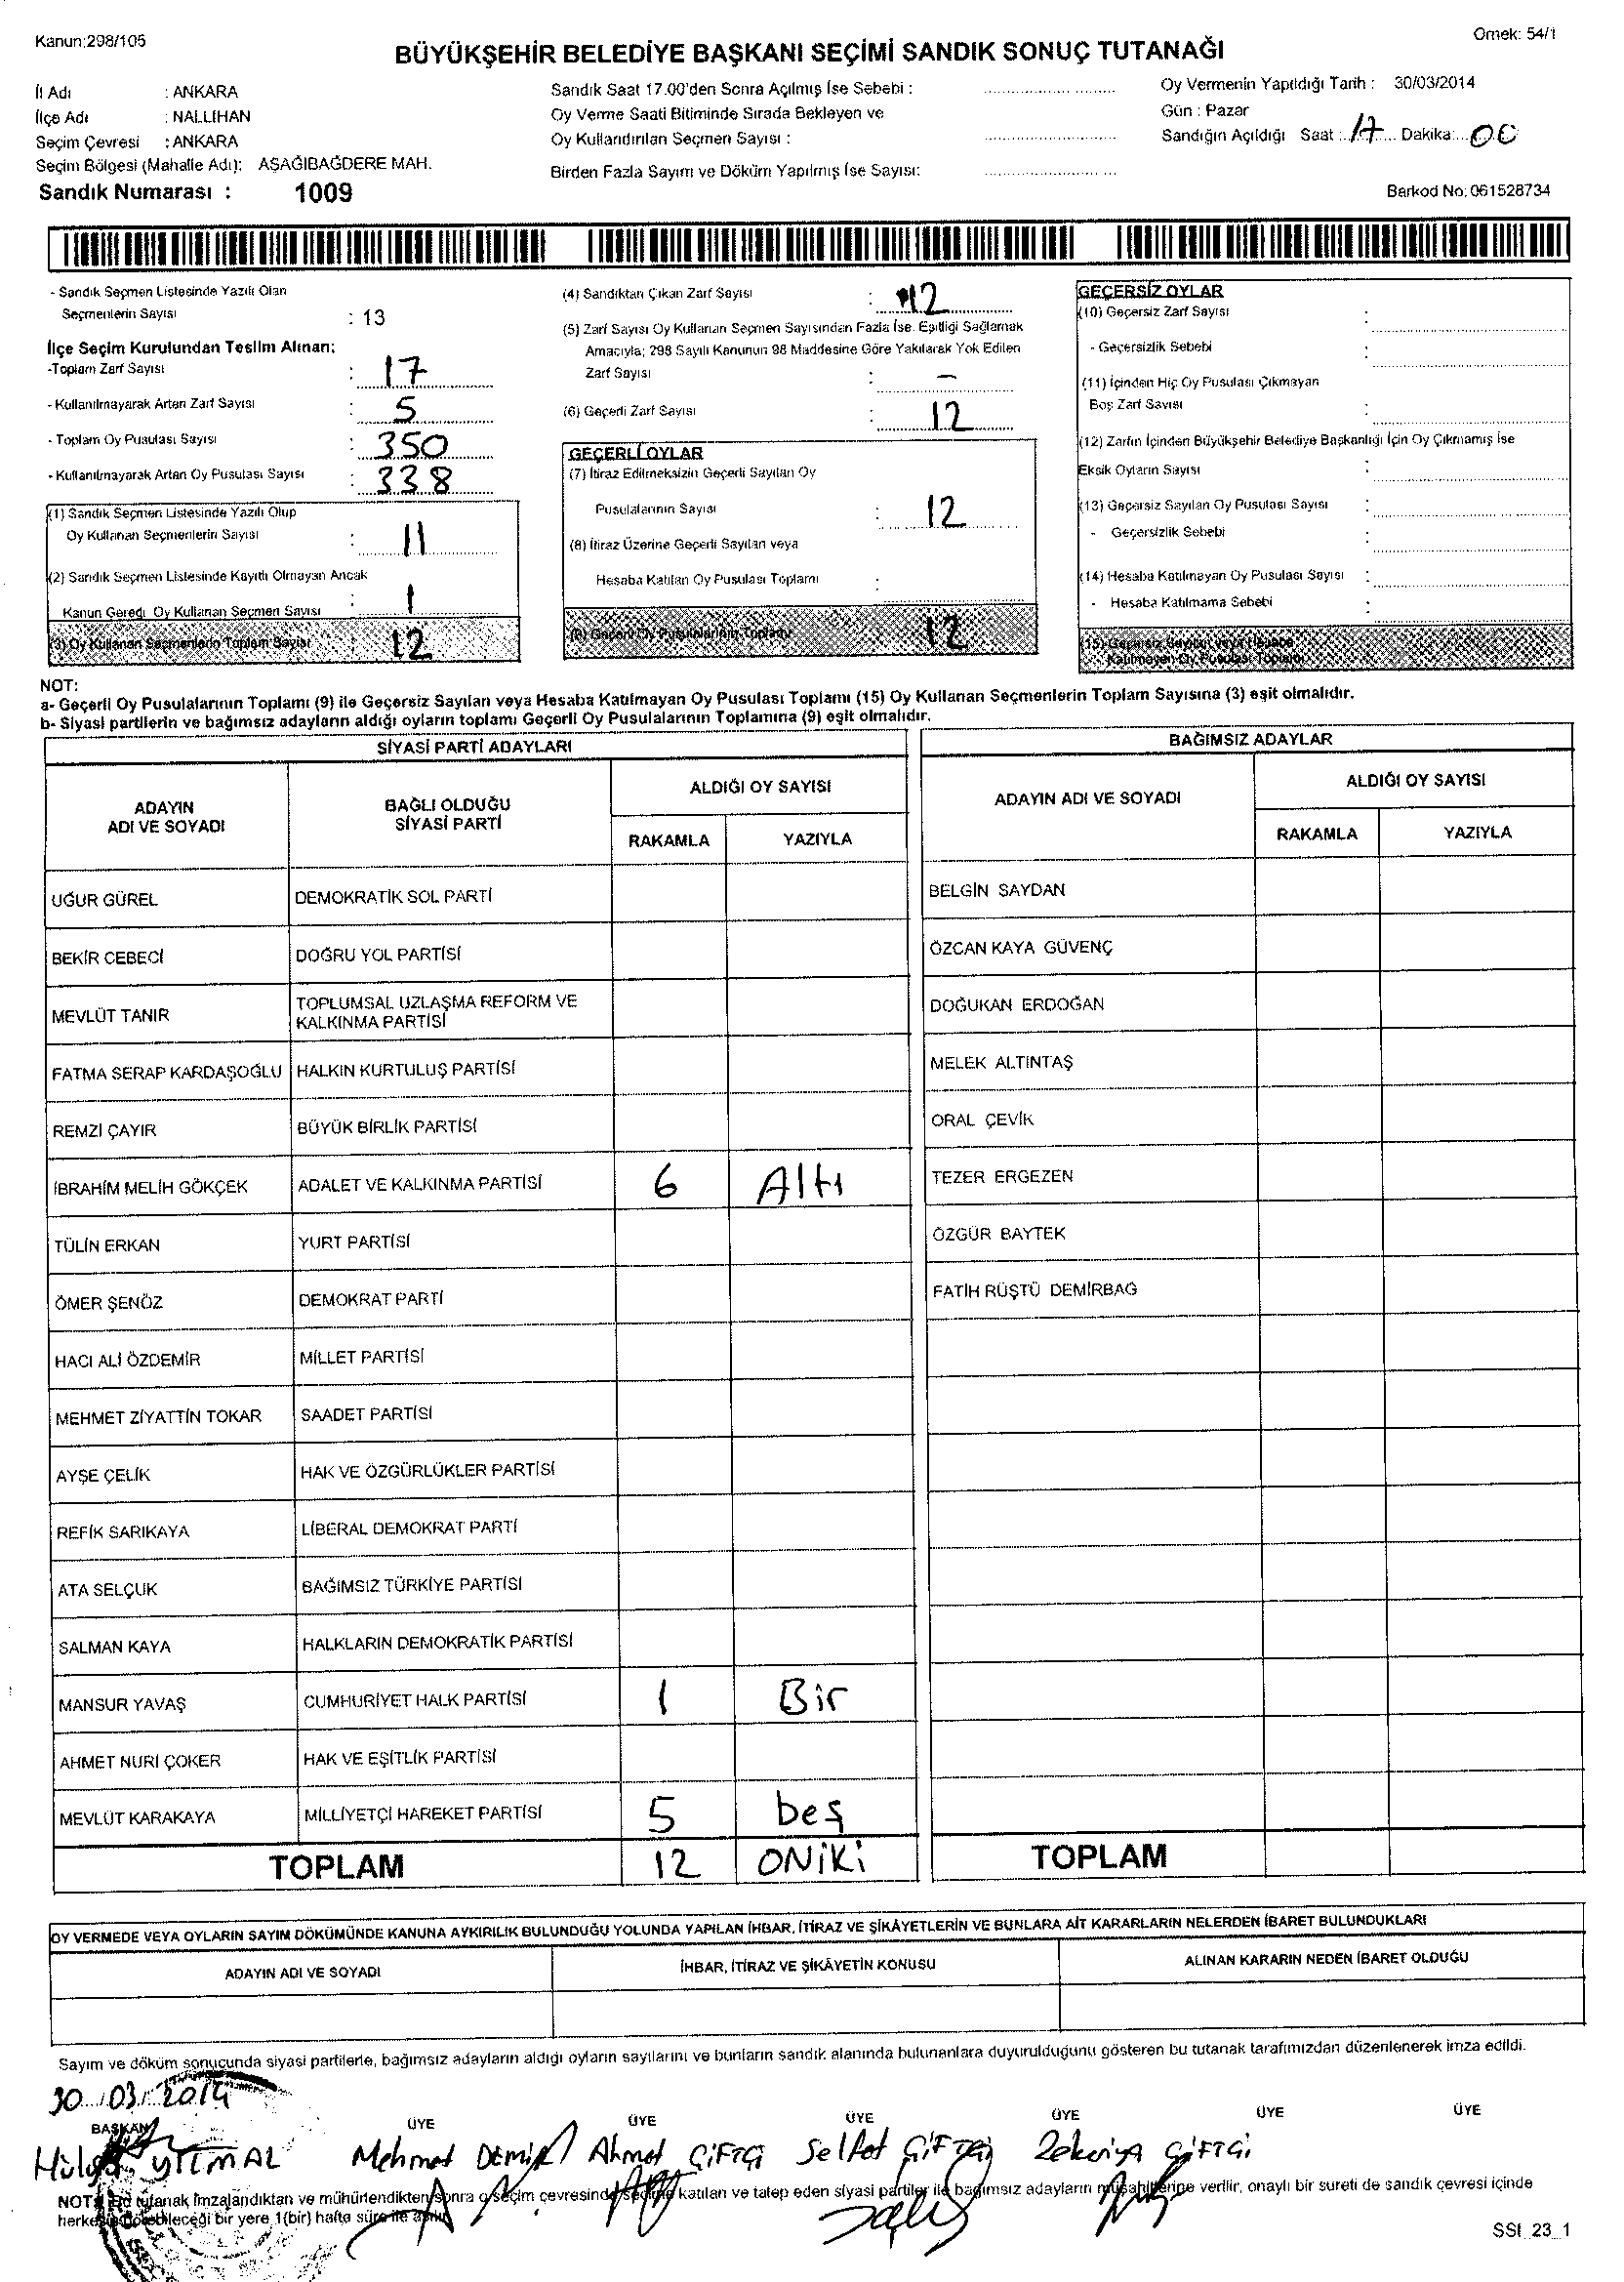 Kanun:298/105
Örnek: 54/1
BÜYÜKŞEHİR BELEDİYE BAŞKANI SEÇİMİ SANDIK SONUÇ TUTANAĞI
İl Adı : ANKARA
İlçe Adı : NALLIHAN
Seçim Çevresi : ANKARA
Seçim Bölgesi (Mahalle Adı): AŞAĞIBAĞDERE MAH.
Sandık Numarası : 1009
Sandık Saat 17.00'den Sonra Açılmış İse Sebebi :
Oy Verme Saati Bitiminde Sırada Bekleyen ve
Oy Kullandırılan Seçmen Sayısı :
Birden Fazla Sayım ve Döküm Yapılmış İse Sayısı:
Oy Vermenin Yapıldığı Tarih : 30/03/2014
Gün : Pazar
Sandığın Açıldığı Saat : 17 Dakika: 00
Barkod No: 061528734
- Sandık Seçmen Listesinde Yazılı Olan
Seçmenlerin Sayısı : 13
İlçe Seçim Kurulundan Teslim Alınan:
-Toplam Zarf Sayısı : 17
- Kullanılmayarak Artan Zarf Sayısı : 5
- Toplam Oy Pusulası Sayısı : 350
- Kullanılmayarak Artan Oy Pusulası Sayısı : 338
(1) Sandık Seçmen Listesinde Yazılı Olup
Oy Kullanan Seçmenlerin Sayısı : 11
(2) Sandık Seçmen Listesinde Kayıtlı Olmayan Ancak
Kanun Gereği Oy Kullanan Seçmen Sayısı : 1
(3) Oy Kullanan Seçmenlerin Toplam Sayısı : 12
(4) Sandıktan Çıkan Zarf Sayısı : 12
(5) Zarf Sayısı Oy Kullanan Seçmen Sayısından Fazla İse. Eşitliği Sağlamak
Amacıyla; 298 Sayılı Kanunun 98 Maddesine Göre Yakılarak Yok Edilen
Zarf Sayısı : –
(6) Geçerli Zarf Sayısı : 12
GEÇERLİ OYLAR
(7) İtiraz Edilmeksizin Geçerli Sayılan Oy
Pusulalarının Sayısı : 12
(8) İtiraz Üzerine Geçerli Sayılan veya
Hesaba Katılan Oy Pusulası Toplamı :
(9) Geçerli Oy Pusulalarının Toplamı 12
GEÇERSİZ OYLAR
(10) Geçersiz Zarf Sayısı :
- Geçersizlik Sebebi :
(11) İçinden Hiç Oy Pusulası Çıkmayan
Boş Zarf Sayısı :
(12) Zarfın İçinden Büyükşehir Belediye Başkanlığı İçin Oy Çıkmamış İse
Eksik Oyların Sayısı :
(13) Geçersiz Sayılan Oy Pusulası Sayısı :
- Geçersizlik Sebebi :
(14) Hesaba Katılmayan Oy Pusulası Sayısı :
- Hesaba Katılmama Sebebi :
(15) Geçersiz Sayılan veya Hesaba
Katılmayan Oy Pusulası Toplamı
NOT:
a- Geçerli Oy Pusulalarının Toplamı (9) ile Geçersiz Sayılan veya Hesaba Katılmayan Oy Pusulası Toplamı (15) Oy Kullanan Seçmenlerin Toplam Sayısına (3) eşit olmalıdır.
b- Siyasi partilerin ve bağımsız adayların aldığı oyların toplamı Geçerli Oy Pusulalarının Toplamına (9) eşit olmalıdır.
SİYASİ PARTİ ADAYLARI
ADAYIN ADI VE SOYADI
BAĞLI OLDUĞU SİYASİ PARTİ
ALDIĞI OY SAYISI
RAKAMLA YAZIYLA
UĞUR GÜREL DEMOKRATİK SOL PARTİ
BEKİR CEBECİ DOĞRU YOL PARTİSİ
MEVLÜT TANIR TOPLUMSAL UZLAŞMA REFORM VE KALKINMA PARTİSİ
FATMA SERAP KARDAŞOĞLU HALKIN KURTULUŞ PARTİSİ
REMZİ ÇAYIR BÜYÜK BİRLİK PARTİSİ
İBRAHİM MELİH GÖKÇEK ADALET VE KALKINMA PARTİSİ 6 Altı
TÜLİN ERKAN YURT PARTİSİ
ÖMER ŞENÖZ DEMOKRAT PARTİ
HACI ALİ ÖZDEMİR MİLLET PARTİSİ
MEHMET ZİYATTİN TOKAR SAADET PARTİSİ
AYŞE ÇELİK HAK VE ÖZGÜRLÜKLER PARTİSİ
REFİK SARIKAYA LİBERAL DEMOKRAT PARTİ
ATA SELÇUK BAĞIMSIZ TÜRKİYE PARTİSİ
SALMAN KAYA HALKLARIN DEMOKRATİK PARTİSİ
MANSUR YAVAŞ CUMHURİYET HALK PARTİSİ 1 Bir
AHMET NURİ ÇOKER HAK VE EŞİTLİK PARTİSİ
MEVLÜT KARAKAYA MİLLİYETÇİ HAREKET PARTİSİ 5 beş
TOPLAM 12 ONİKİ
BAĞIMSIZ ADAYLAR
ADAYIN ADI VE SOYADI
ALDIĞI OY SAYISI
RAKAMLA YAZIYLA
BELGİN SAYDAN
ÖZCAN KAYA GÜVENÇ
DOĞUKAN ERDOĞAN
MELEK ALTINTAŞ
ORAL ÇEVİK
TEZER ERGEZEN
ÖZGÜR BAYTEK
FATİH RÜŞTÜ DEMİRBAĞ
TOPLAM
OY VERMEDE VEYA OYLARIN SAYIM DÖKÜMÜNDE KANUNA AYKIRILIK BULUNDUĞU YOLUNDA YAPILAN İHBAR, İTİRAZ VE ŞİKÂYETLERİN VE BUNLARA AİT KARARLARIN NELERDEN İBARET BULUNDUKLARI
ADAYIN ADI VE SOYADI
İHBAR, İTİRAZ VE ŞİKÂYETİN KONUSU
ALINAN KARARIN NEDEN İBARET OLDUĞU
Sayım ve döküm sonucunda siyasi partilerle, bağımsız adayların aldığı oyların sayılarını ve bunların sandık alanında bulunanlara duyurulduğunu gösteren bu tutanak tarafımızdan düzenlenerek imza edildi.
30/03/2014
BAŞKAN ÜYE ÜYE ÜYE ÜYE ÜYE ÜYE
Hülya Mehmet DEMİR Ahmet ÇİFTÇİ ÇİFTÇİ Zekeriya ÇİFTÇİ
NOT: Bu tutanak imzalandıktan ve mühürlendikten sonra o seçim çevresinde seçime katılan ve talep eden siyasi partiler ile bağımsız adayların müşahitlerine verilir, onaylı bir sureti de sandık çevresi içinde
herkesin görebileceği bir yere 1(bir) hafta süre ile asılır.
SSI_23_1